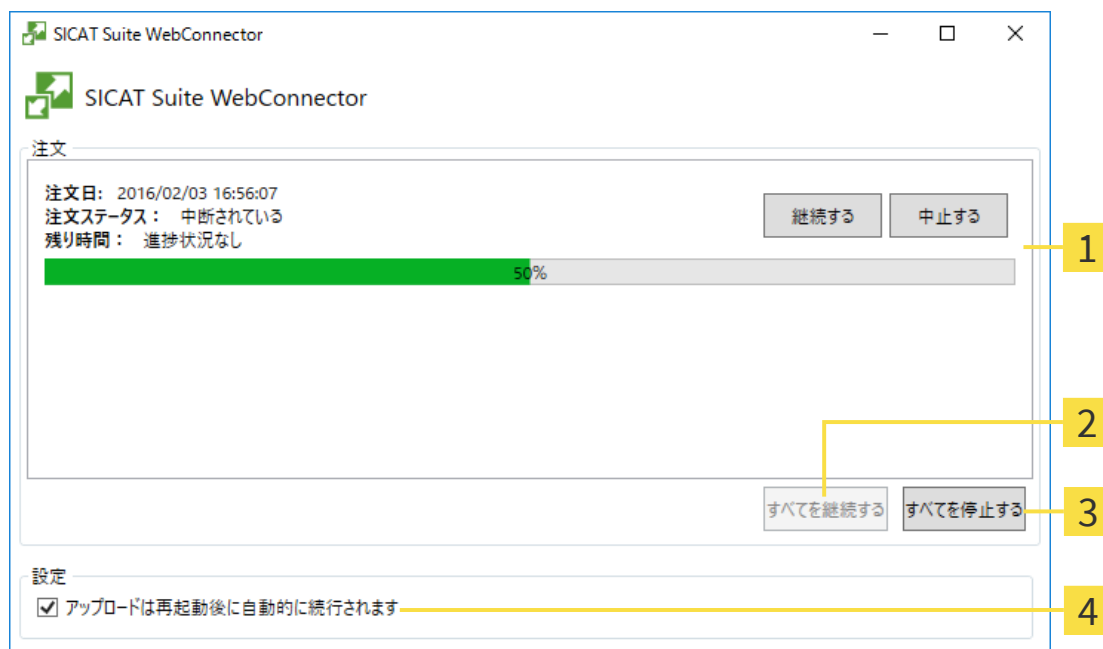 SICAT Suite WebConnector
SICAT Suite WebConnector
注文
注文日: 2016/02/03 16:56:07
注文ステータス： 中断されている
残り時間： 進捗状況なし
継続する 中止する
1
50%
2
すべてを継続する すべてを停止する
3
設定
アップロードは再起動後に自動的に続行されます
4